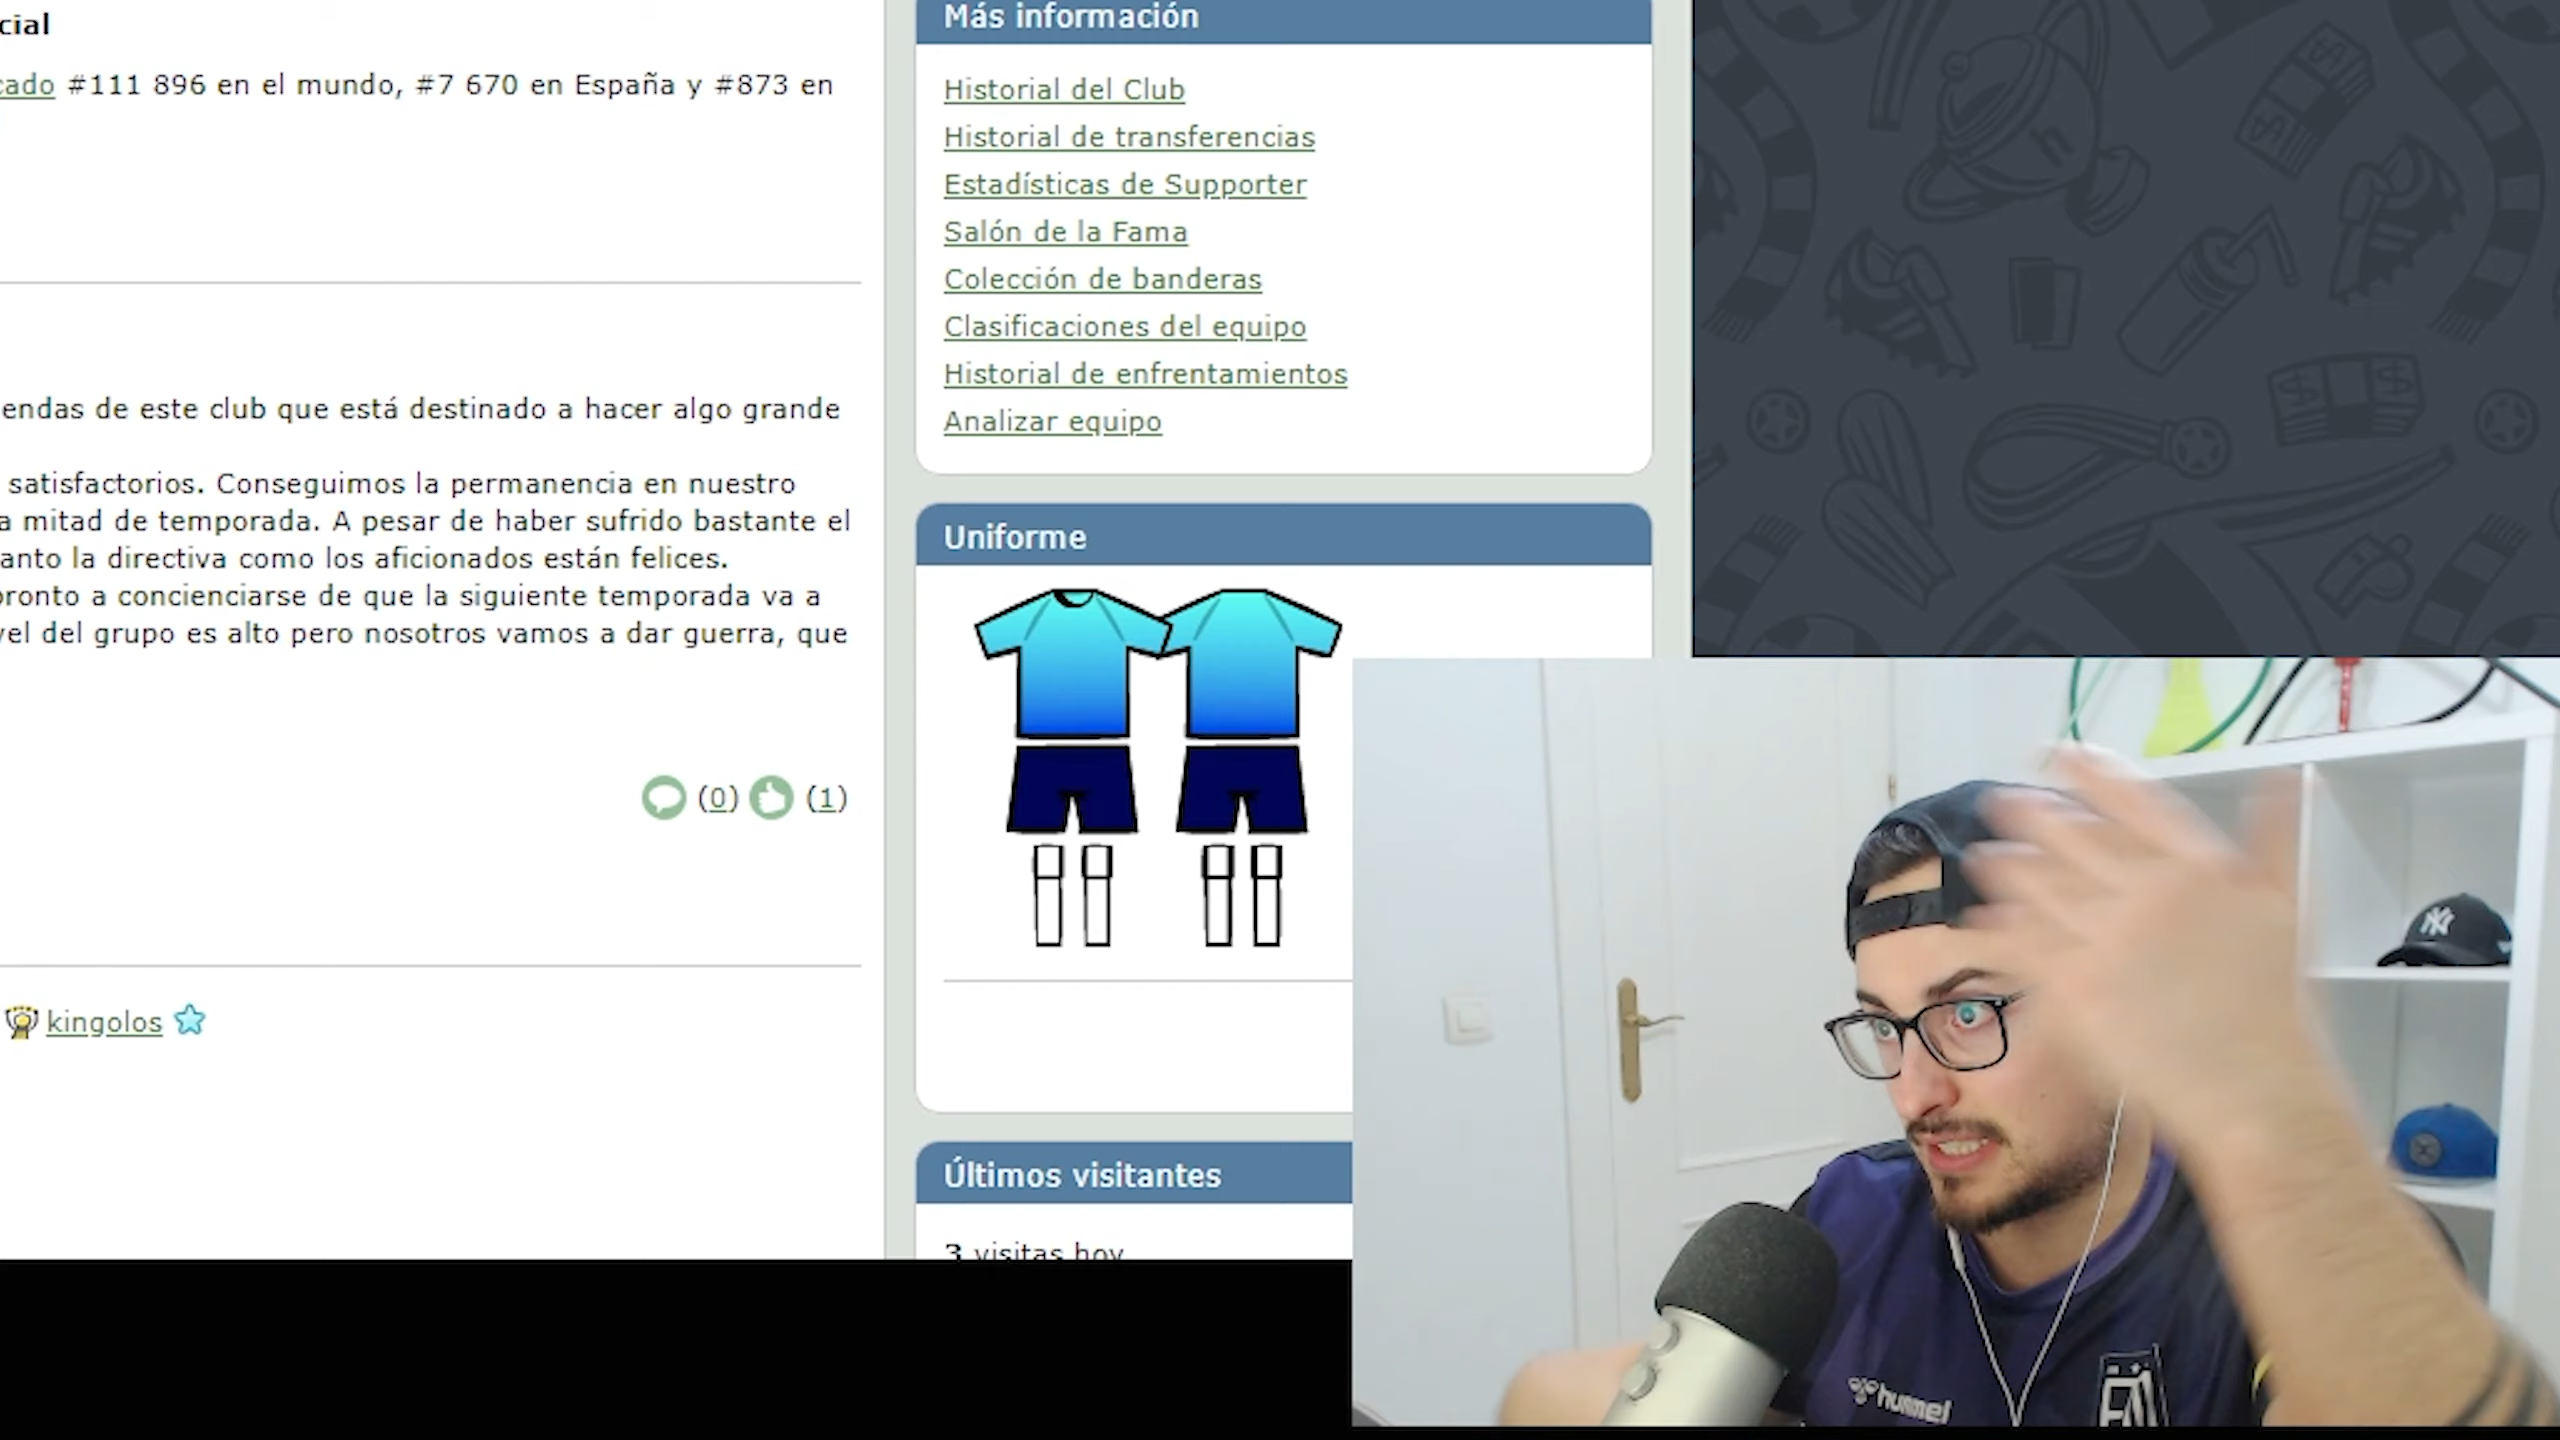 cial
cado #111 896 en el mundo, #7 670 en España y #873 en
endas de este club que está destinado a hacer algo grande
satisfactorios. Conseguimos la permanencia en nuestro
a mitad de temporada. A pesar de haber sufrido bastante el
anto la directiva como los aficionados están felices.
pronto a concienciarse de que la siguiente temporada va a
vel del grupo es alto pero nosotros vamos a dar guerra, que
(0) (1)
kingolos
Más información
Historial del Club
Historial de transferencias
Estadísticas de Supporter
Salón de la Fama
Colección de banderas
Clasificaciones del equipo
Historial de enfrentamientos
Analizar equipo
Uniforme
Últimos visitantes
3 visitas hoy
NY
hummel